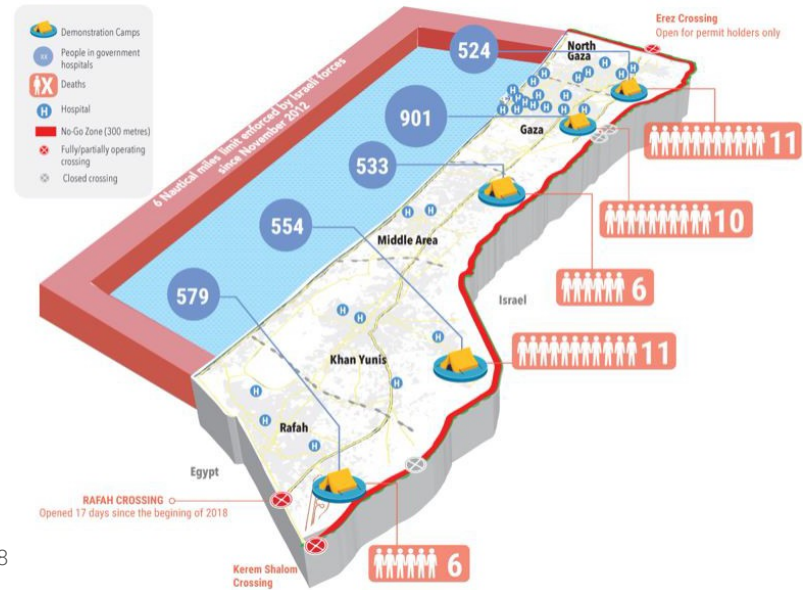 Demonstration Camps
xx
People in government
hospitals
Deaths
H
Hospital
No-Go Zone (300 metres)
Fully/partially operating
crossing
Closed crossing
6 Nautical miles limit enforced by Israeli forces
since November 2012
Erez Crossing
Open for permit holders only
524
North
Gaza
901
Gaza
11
533
10
554
Middle Area
6
Israel
579
11
Khan Yunis
Rafah
Egypt
RAFAH CROSSING
Opened 17 days since the begining of 2018
8
Kerem Shalom
Crossing
6